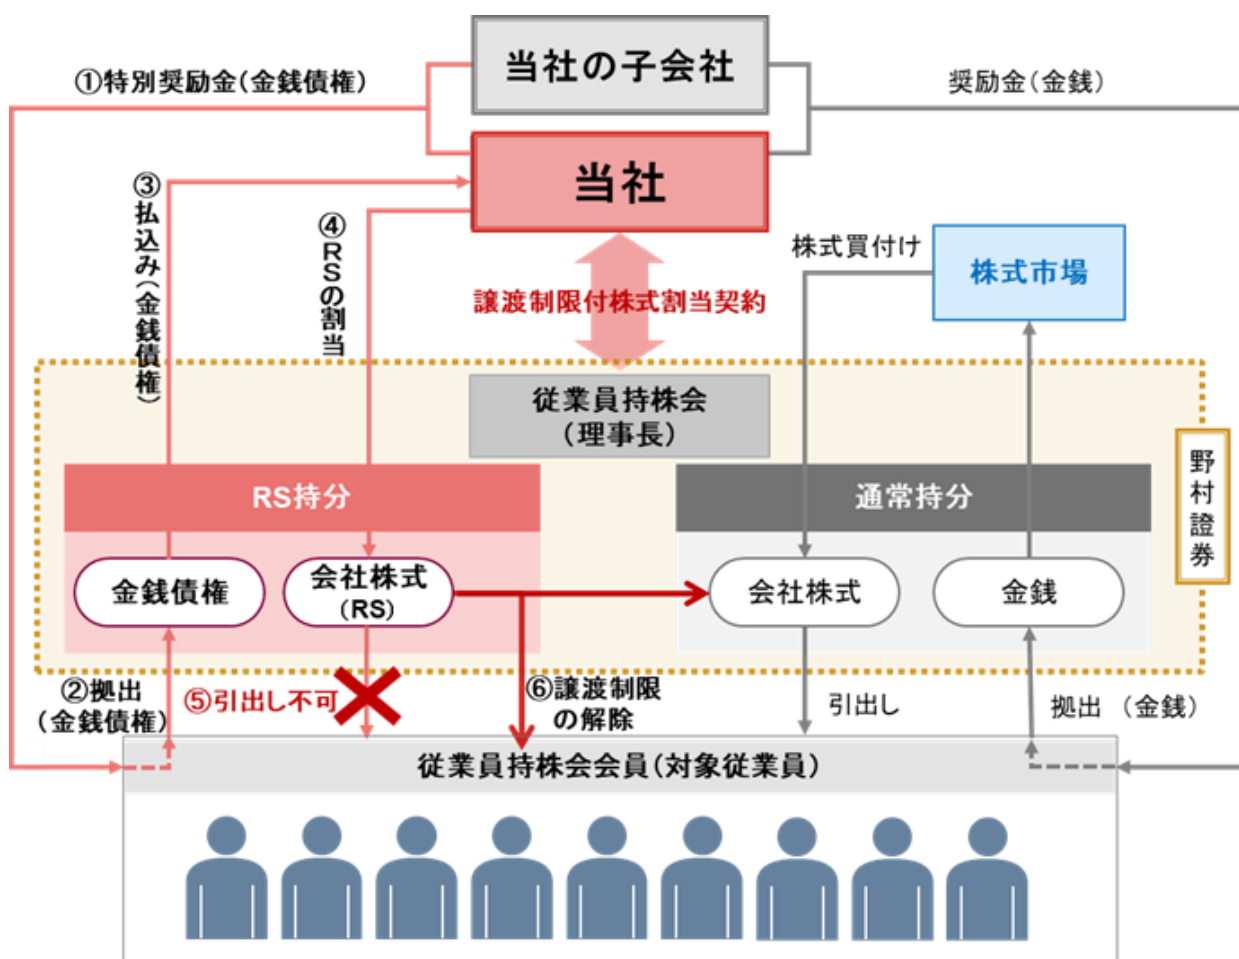 当社の子会社
①特別奨励金(金銭債権)
奨励金(金銭)
当社
③払込み(金銭債権)
④RSの割当
株式買付け
株式市場
譲渡制限付株式割当契約
従業員持株会
(理事長)
野村證券
RS持分
通常持分
金銭債権
会社株式
(RS)
会社株式
金銭
②拠出
(金銭債権)
⑤引出し不可
⑥譲渡制限
の解除
引出し
拠出 (金銭)
従業員持株会会員(対象従業員)